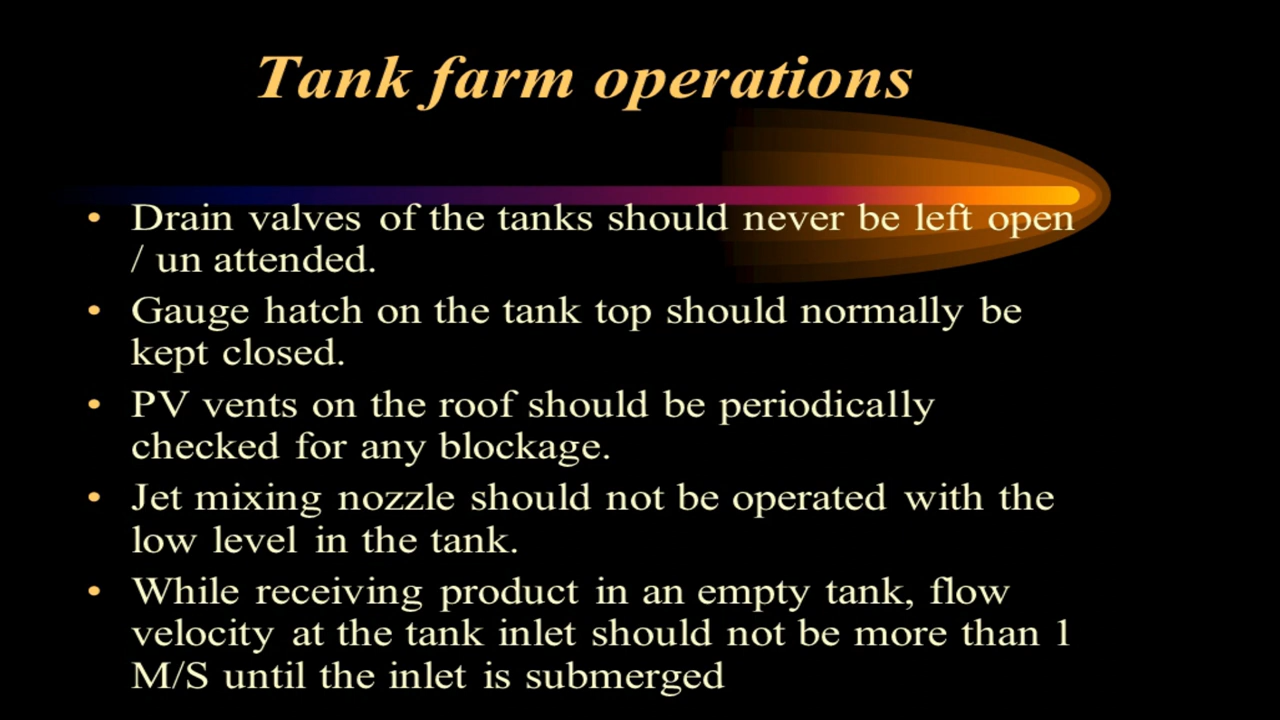 Tank farm operations
• Drain valves of the tanks should never be left open
/ un attended.
• Gauge hatch on the tank top should normally be
kept closed.
• PV vents on the roof should be periodically
checked for any blockage.
• Jet mixing nozzle should not be operated with the
low level in the tank.
• While receiving product in an empty tank, flow
velocity at the tank inlet should not be more than 1
M/S until the inlet is submerged